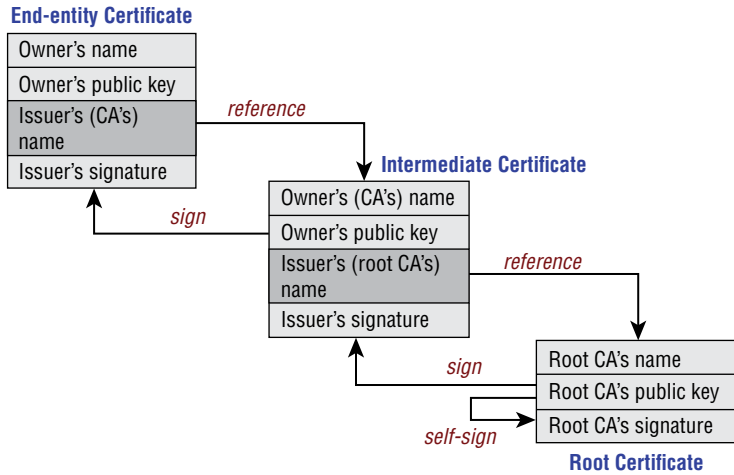 End-entity Certificate
Owner's name
Owner's public key
Issuer's (CA's)
name
Issuer's signature
reference
sign
Intermediate Certificate
Owner's (CA's) name
Owner's public key
Issuer's (root CA's)
name
Issuer's signature
reference
sign
Root CA's name
Root CA's public key
Root CA's signature
self-sign
Root Certificate